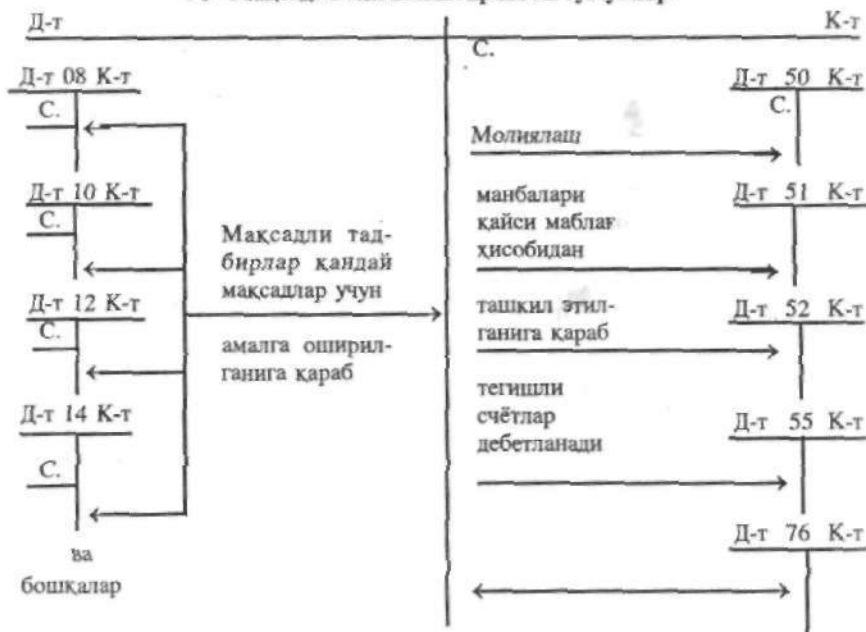 Д-т К-т
С.
Д-т 08 К-т
С.
Д-т 10 К-т
С.
Д-т 12 К-т
С.
Д-т 14 К-т
С.
ва
бошқалар
Мақсадли тад-
бирлар қандай
мақсадлар учун
амалга оширил-
ганига қараб
Молиялаш
манбалари
қайси маблағ
ҳисобидан
ташкил этил-
ганига қараб
тегишли
счётлар
дебетланади
Д-т 50 К-т
С.
Д-т 51 К-т
Д-т 52 К-т
Д-т 55 К-т
Д-т 76 К-т